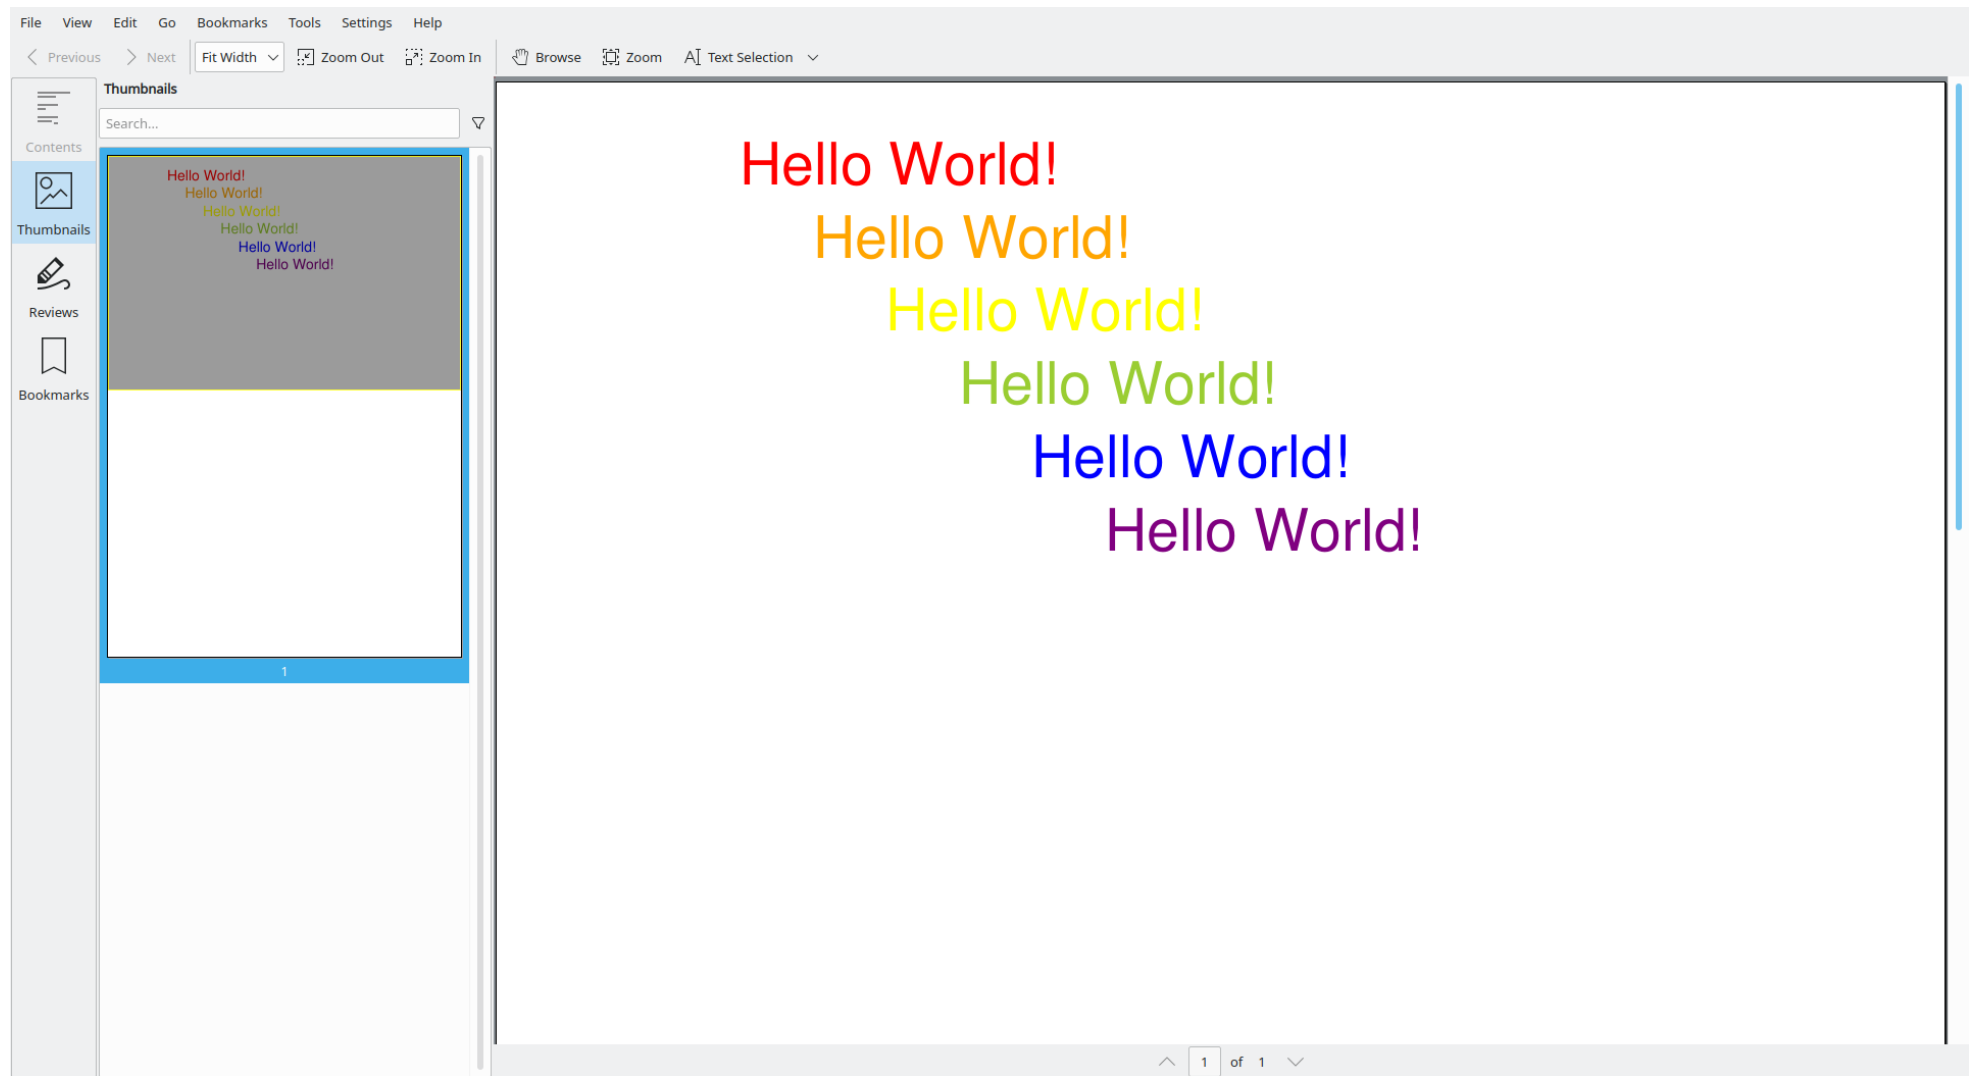 File View Edit Go Bookmarks Tools Settings Help
Previous Next Fit Width Zoom Out Zoom In Browse Zoom Text Selection
Thumbnails
Search...
Contents
Thumbnails
Reviews
Bookmarks
Hello World!
Hello World!
Hello World!
Hello World!
Hello World!
Hello World!
1
Hello World!
Hello World!
Hello World!
Hello World!
Hello World!
Hello World!
1 of 1